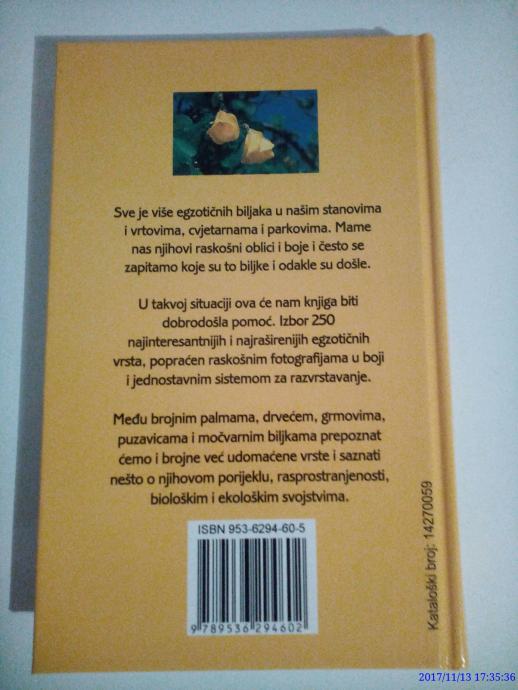 Sve je više egzotičnih biljaka u našim stanovima
i vrtovima, cvjetarnama i parkovima. Mame
nas njihovi raskošni oblici i boje i često se
zapitamo koje su to biljke i odakle su došle.
U takvoj situaciji ova će nam knjiga biti
dobrodošla pomoć. Izbor 250
najinteresantnijih i najraširenijih egzotičnih
vrsta, popraćen raskošnim fotografijama u boji
i jednostavnim sistemom za razvrstavanje.
Među brojnim palmama, drvećem, grmovima,
puzavicama i močvarnim biljkama prepoznat
ćemo i brojne već udomaćene vrste i saznati
nešto o njihovom porijeklu, rasprostranjenosti,
biološkim i ekološkim svojstvima.
ISBN 953-6294-60-5
9 789536 294602
Kataloški broj: 14270059
2017/11/13 17:35:36